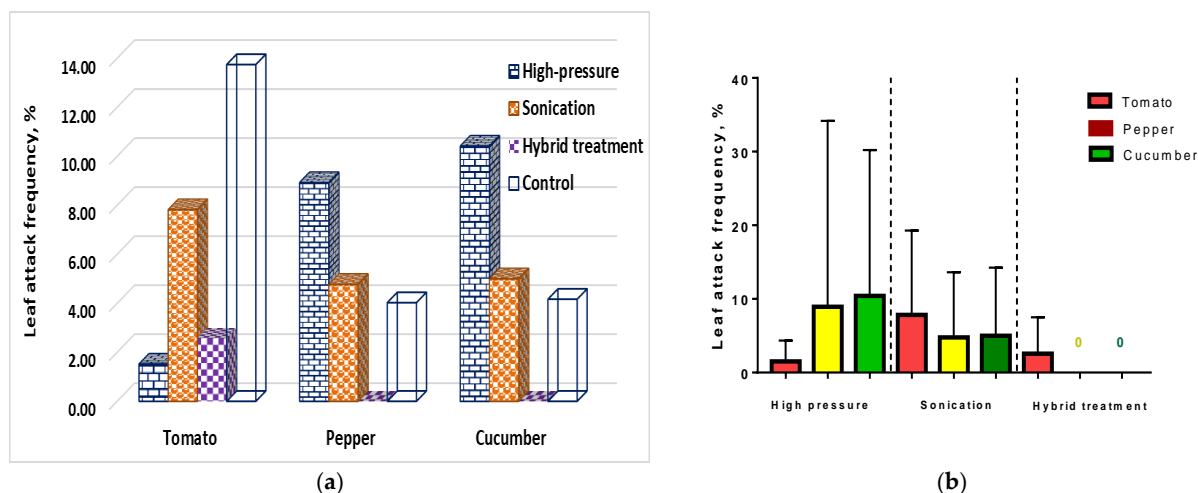 Leaf attack frequency, %
14.00
12.00
10.00
8.00
6.00
4.00
2.00
0.00
High-pressure
Sonication
Hybrid treatment
Control
Tomato Pepper Cucumber
(a)
Leaf attack frequency, %
40
30
20
10
0
Tomato
Pepper
Cucumber
0 0
High pressure Sonication Hybrid treatment
(b)